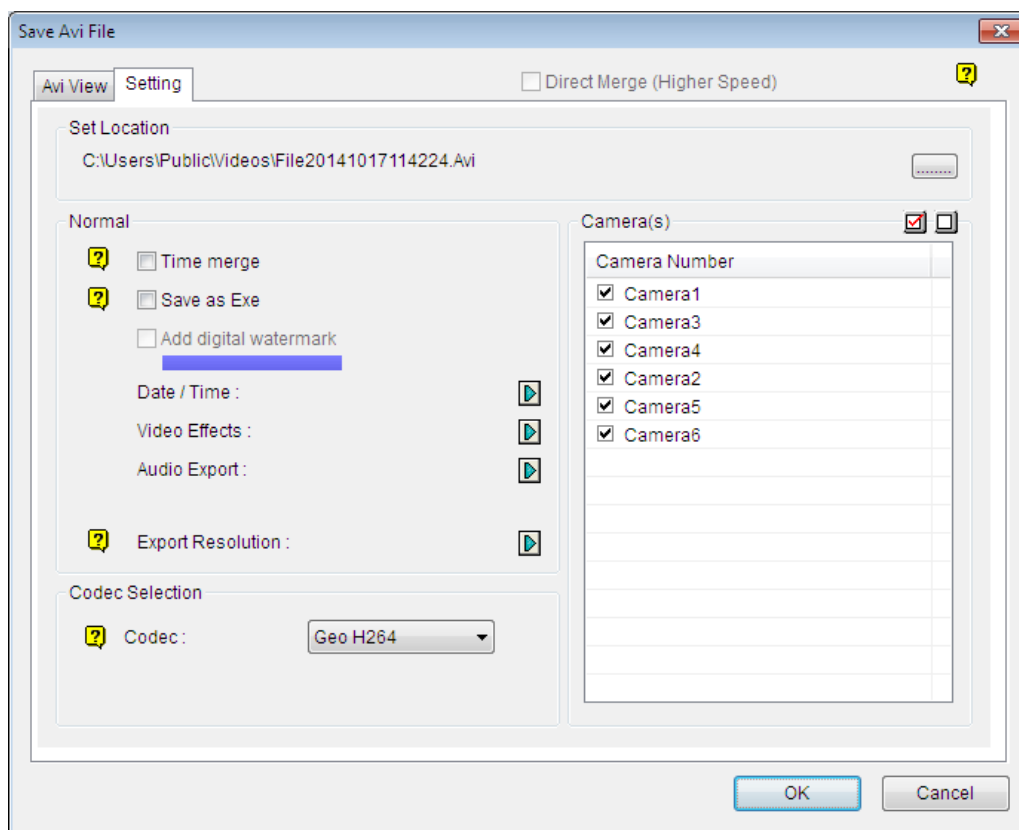 Save Avi File
Avi View
Setting
Direct Merge (Higher Speed)
Set Location
C:\Users\Public\Videos\File20141017114224.Avi
........
Normal
Time merge
Save as Exe
Add digital watermark
Date / Time :
Video Effects :
Audio Export :
Export Resolution :
Codec Selection
Codec :
Geo H264
Camera(s)
Camera Number
Camera1
Camera3
Camera4
Camera2
Camera5
Camera6
OK
Cancel